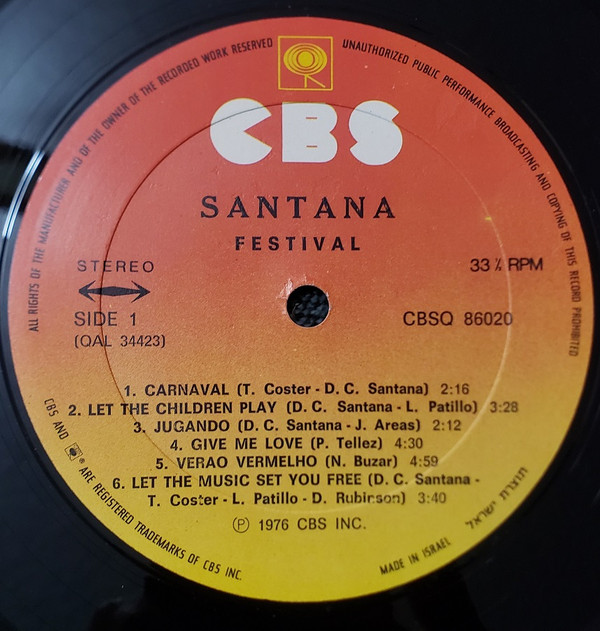 ALL RIGHTS OF THE MANUFACTURER AND OF THE OWNER OF THE RECORDED WORK RESERVED
UNAUTHORIZED PUBLIC PERFORMANCE BROADCASTING AND COPYING OF THIS RECORD PROHIBITED
CBS
SANTANA
FESTIVAL
STEREO
33⅓ RPM
SIDE 1
CBSQ 86020
(QAL 34423)
1. CARNAVAL (T. Coster - D. C. Santana) 2:16
2. LET THE CHILDREN PLAY (D. C. Santana - L. Patillo) 3:28
3. JUGANDO (D. C. Santana - J. Areas) 2:12
4. GIVE ME LOVE (P. Tellez) 4:30
5. VERAO VERMELHO (N. Buzar) 4:59
6. LET THE MUSIC SET YOU FREE (D. C. Santana -
T. Coster - L. Patillo - D. Rubinson) 3:40
℗ 1976 CBS INC.
CBS AND ® ARE REGISTERED TRADEMARKS OF CBS INC.
MADE IN ISRAEL
תוצרת ישראל